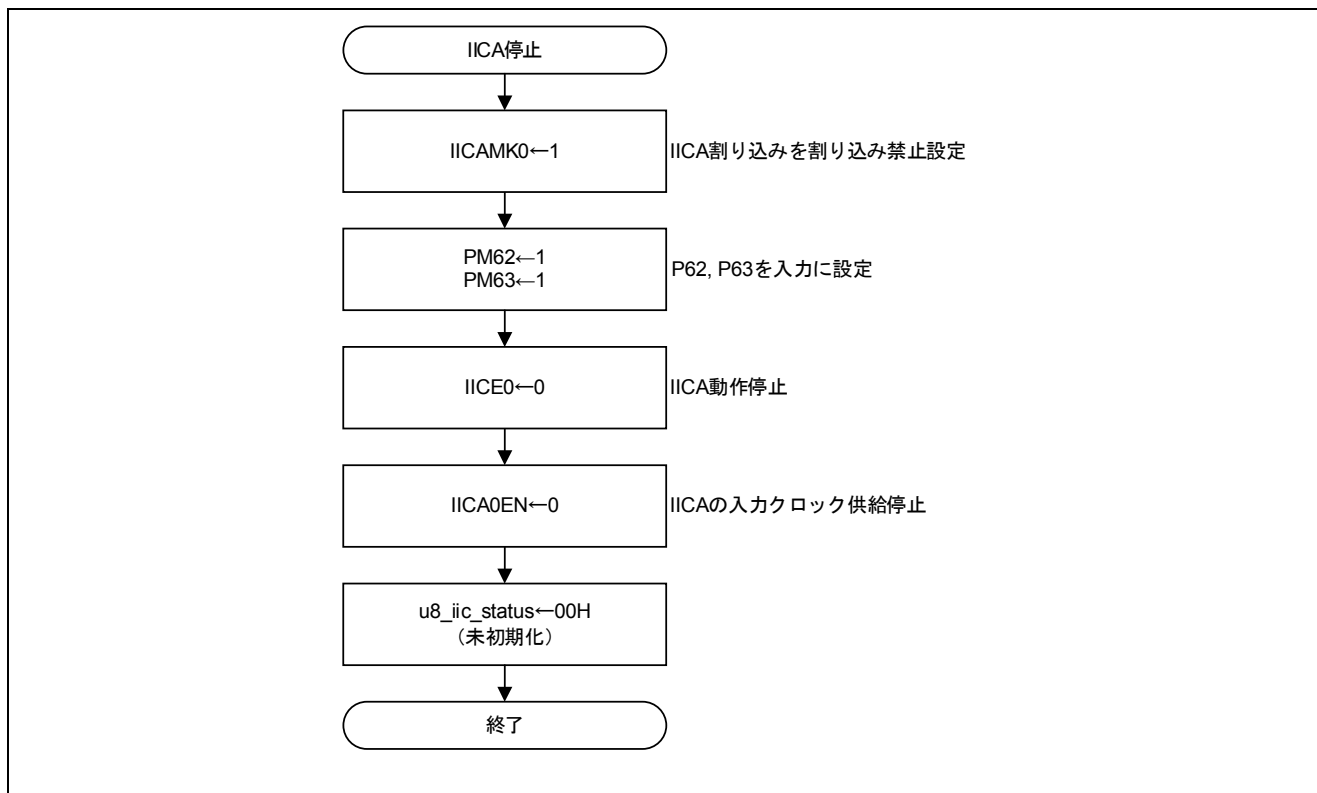 IICA停止
IICAMK0←1
IICA割り込みを割り込み禁止設定
PM62←1
PM63←1
P62, P63を入力に設定
IICE0←0
IICA動作停止
IICA0EN←0
IICAの入力クロック供給停止
u8_iic_status←00H
（未初期化）
終了